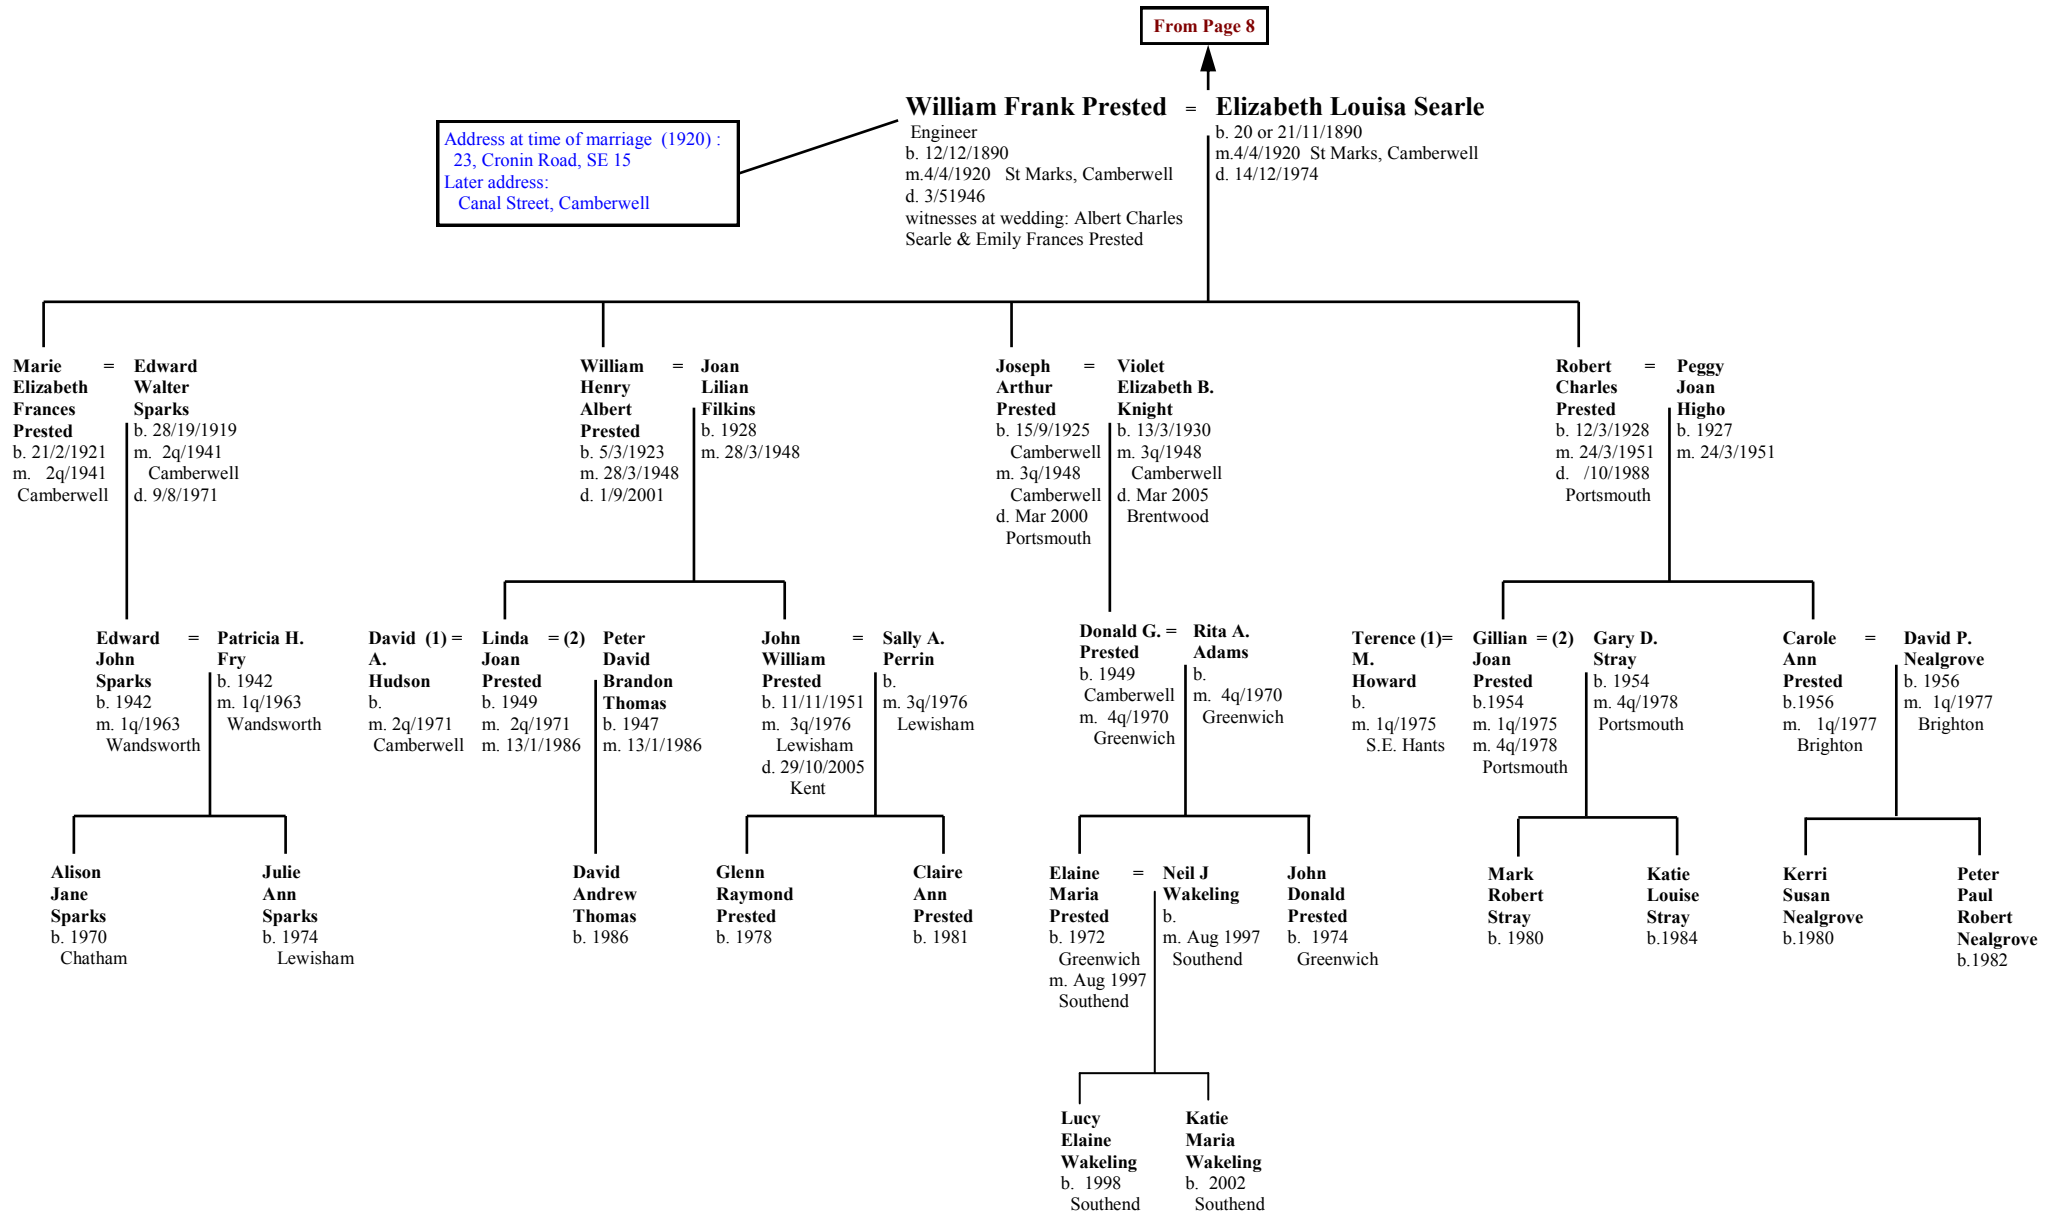 From Page 8
William Frank Prested = Elizabeth Louisa Searle
Engineer
b. 12/12/1890
m.4/4/1920 St Marks, Camberwell
d. 3/51946
witnesses at wedding: Albert Charles
Searle & Emily Frances Prested
b. 20 or 21/11/1890
m.4/4/1920 St Marks, Camberwell
d. 14/12/1974
Address at time of marriage (1920) :
23, Cronin Road, SE 15
Later address:
Canal Street, Camberwell
Marie =
Elizabeth
Frances
Prested
b. 21/2/1921
m. 2q/1941
Camberwell
Edward
Walter
Sparks
b. 28/19/1919
m. 2q/1941
Camberwell
d. 9/8/1971
William =
Henry
Albert
Prested
b. 5/3/1923
m. 28/3/1948
d. 1/9/2001
Joan
Lilian
Filkins
b. 1928
m. 28/3/1948
Joseph =
Arthur
Prested
b. 15/9/1925
Camberwell
m. 3q/1948
Camberwell
d. Mar 2000
Portsmouth
Violet
Elizabeth B.
Knight
b. 13/3/1930
m. 3q/1948
Camberwell
d. Mar 2005
Brentwood
Robert =
Charles
Prested
b. 12/3/1928
m. 24/3/1951
d. /10/1988
Portsmouth
Peggy
Joan
Higho
b. 1927
m. 24/3/1951
Edward =
John
Sparks
b. 1942
m. 1q/1963
Wandsworth
Patricia H.
Fry
b. 1942
m. 1q/1963
Wandsworth
David (1) =
A.
Hudson
b.
m. 2q/1971
Camberwell
Linda = (2)
Joan
Prested
b. 1949
m. 2q/1971
m. 13/1/1986
Peter
David
Brandon
Thomas
b. 1947
m. 13/1/1986
John =
William
Prested
b. 11/11/1951
m. 3q/1976
Lewisham
d. 29/10/2005
Kent
Sally A.
Perrin
b.
m. 3q/1976
Lewisham
Donald G. =
Prested
b. 1949
Camberwell
m. 4q/1970
Greenwich
Rita A.
Adams
b.
m. 4q/1970
Greenwich
Terence (1)=
M.
Howard
b.
m. 1q/1975
S.E. Hants
Gillian = (2)
Joan
Prested
b.1954
m. 1q/1975
m. 4q/1978
Portsmouth
Gary D.
Stray
b. 1954
m. 4q/1978
Portsmouth
Carole =
Ann
Prested
b.1956
m. 1q/1977
Brighton
David P.
Nealgrove
b. 1956
m. 1q/1977
Brighton
Alison
Jane
Sparks
b. 1970
Chatham
Julie
Ann
Sparks
b. 1974
Lewisham
David
Andrew
Thomas
b. 1986
Glenn
Raymond
Prested
b. 1978
Claire
Ann
Prested
b. 1981
Elaine =
Maria
Prested
b. 1972
Greenwich
m. Aug 1997
Southend
Neil J
Wakeling
b.
m. Aug 1997
Southend
John
Donald
Prested
b. 1974
Greenwich
Mark
Robert
Stray
b. 1980
Katie
Louise
Stray
b.1984
Kerri
Susan
Nealgrove
b.1980
Peter
Paul
Robert
Nealgrove
b.1982
Lucy
Elaine
Wakeling
b. 1998
Southend
Katie
Maria
Wakeling
b. 2002
Southend